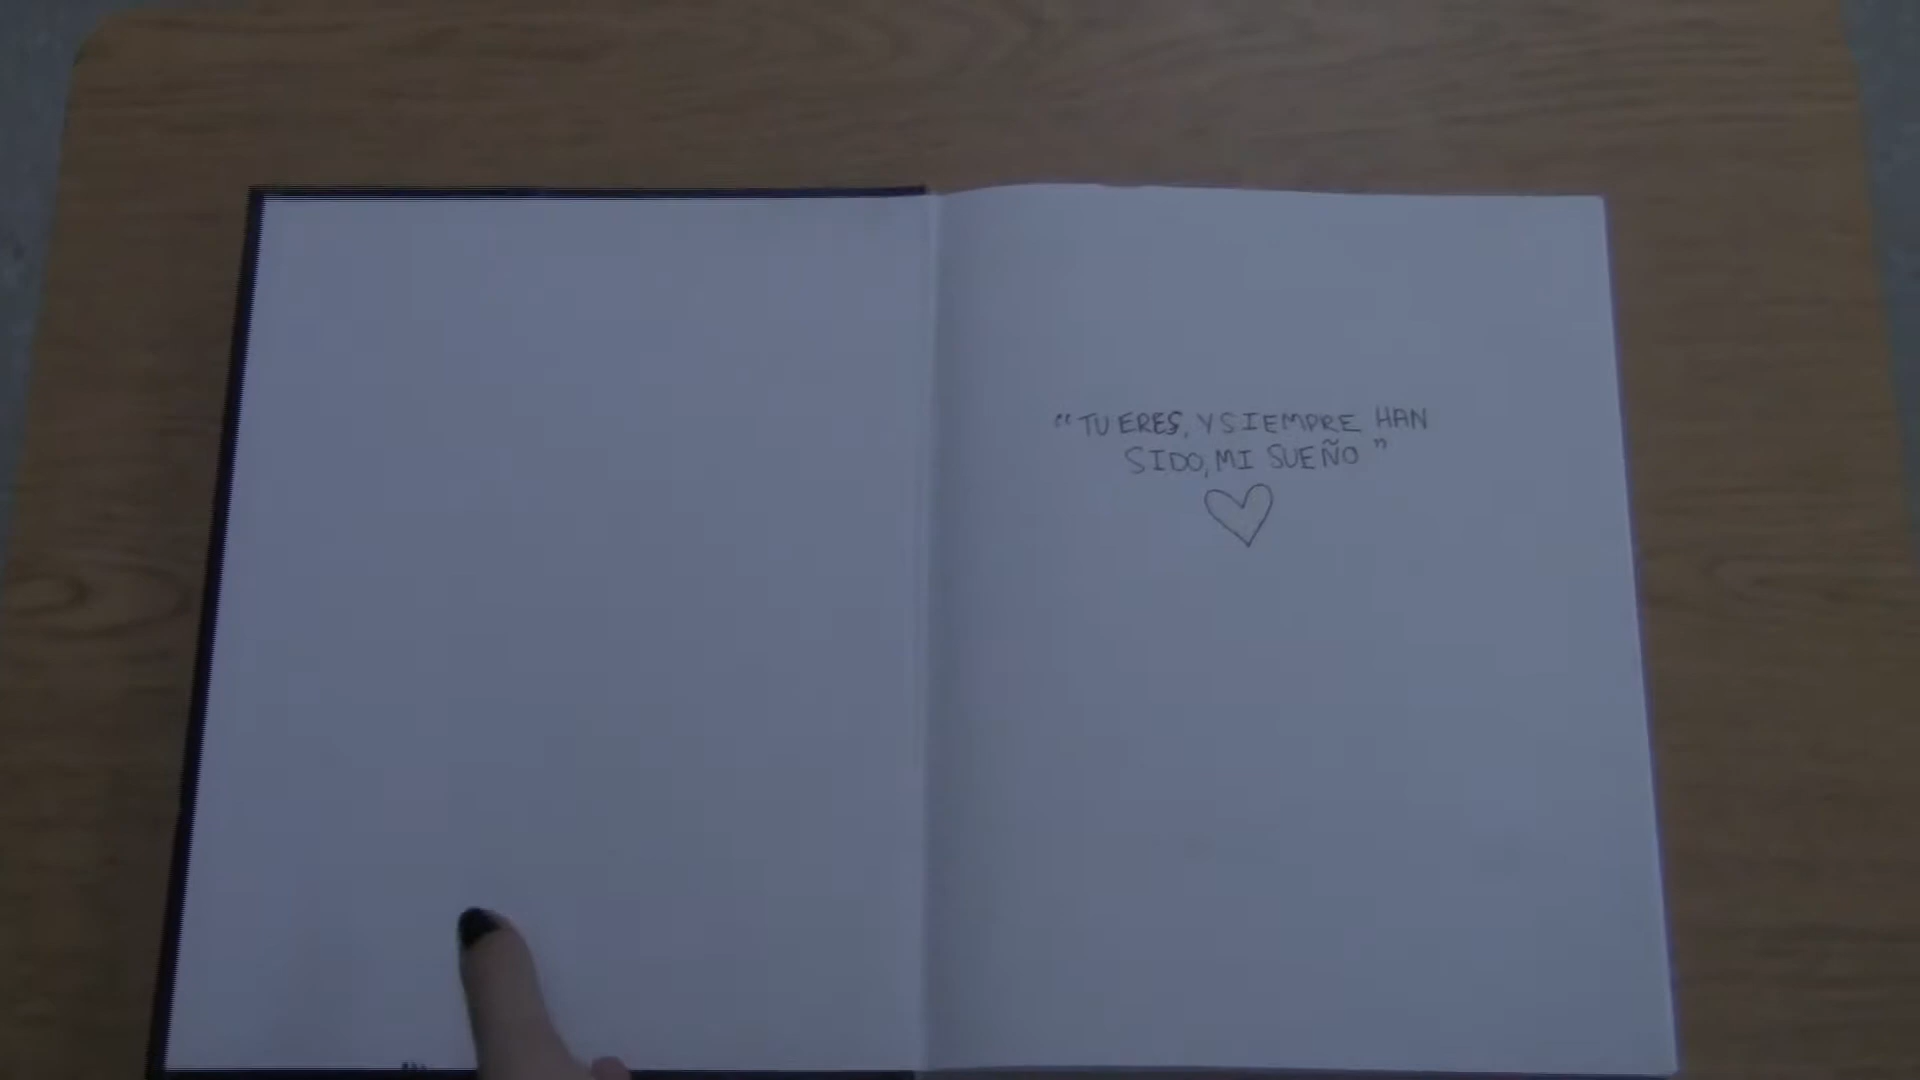 “TU ERES, Y SIEMPRE HAN
SIDO, MI SUEÑO”